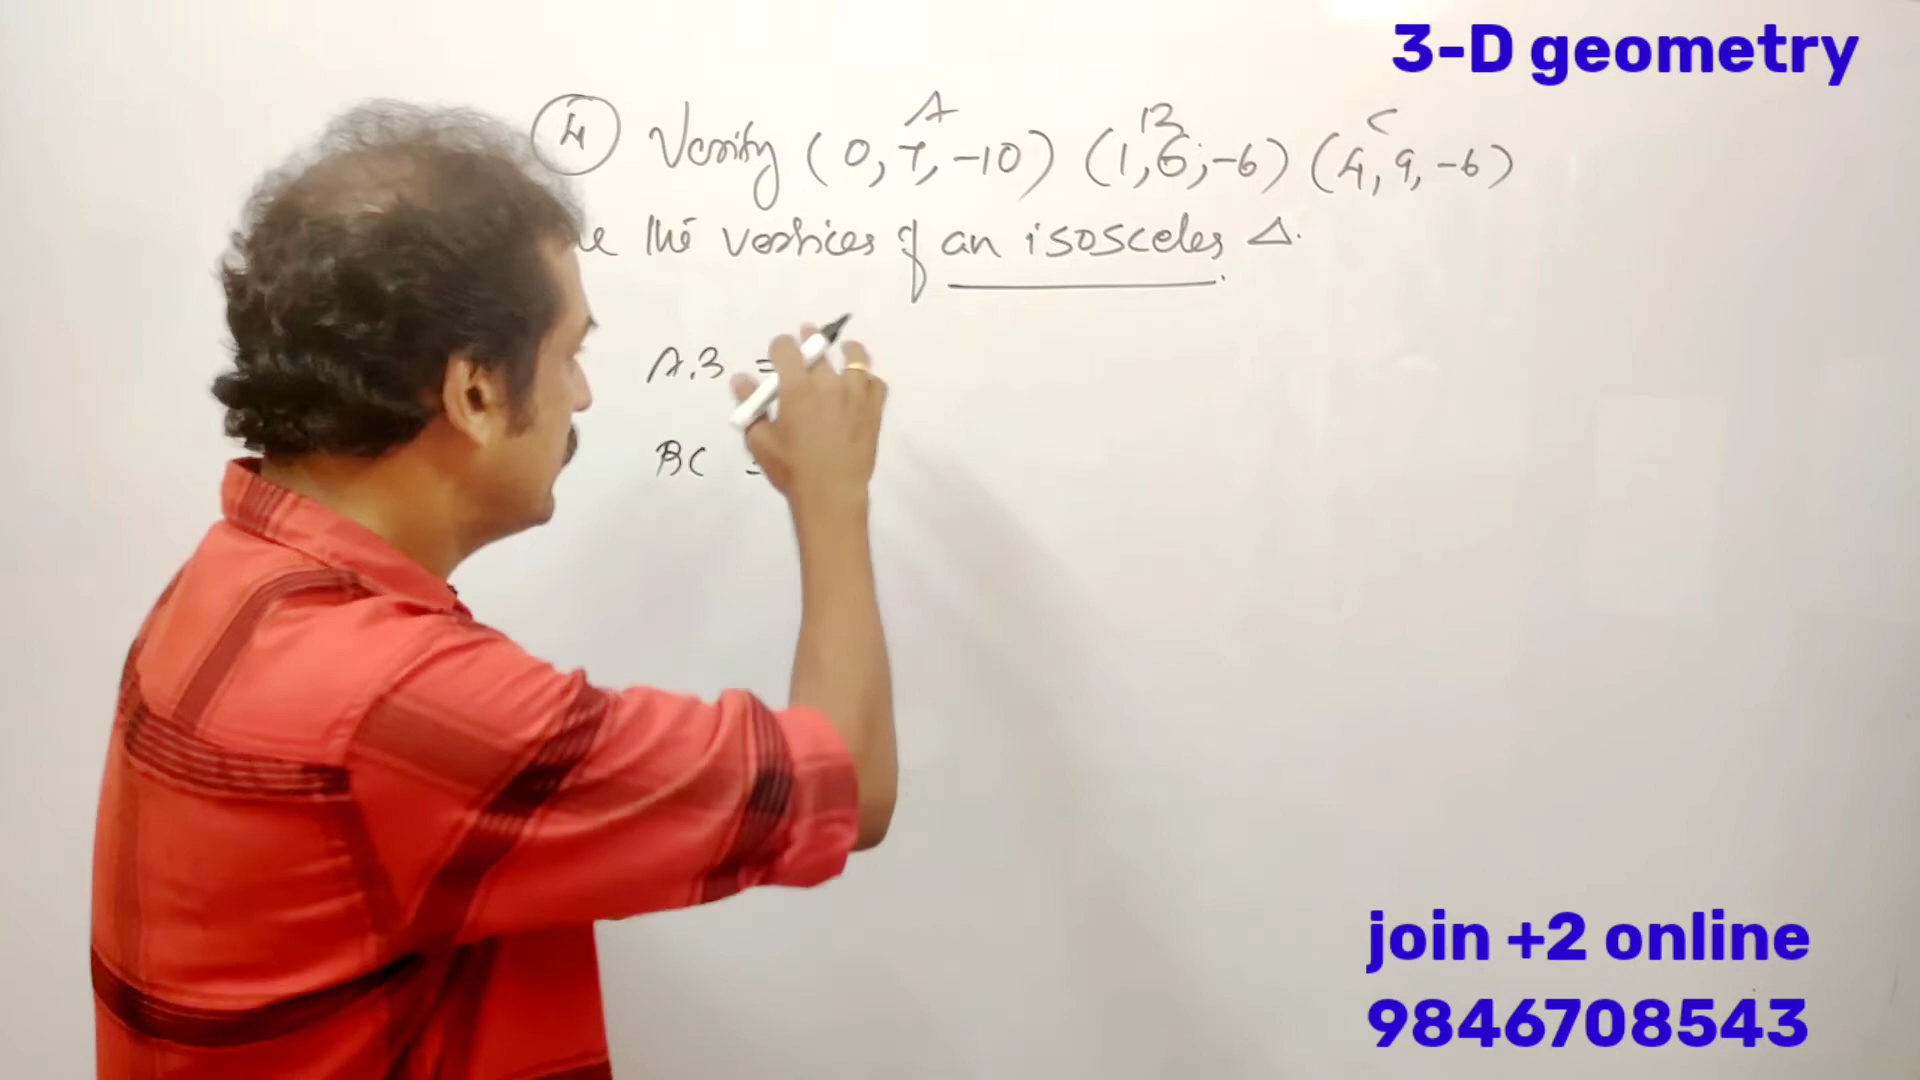 3-D geometry
A B C
4 Verify (0, 7, -10) (1, 6, -6) (4, 9, -6)
the vertices of an isosceles Δ.
AB =
BC =
join +2 online
9846708543